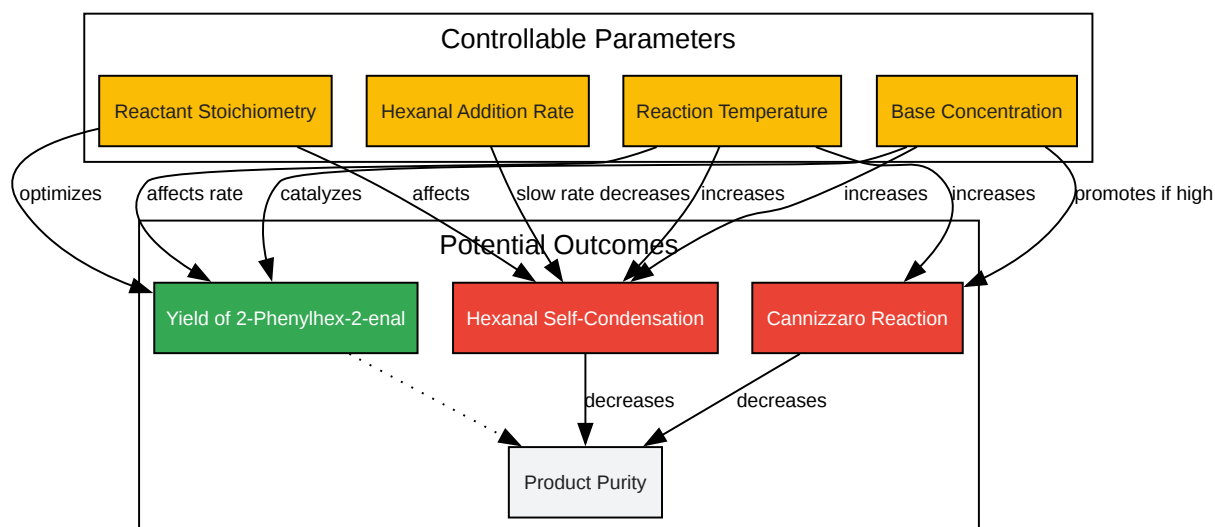 Controllable Parameters
Reactant Stoichiometry
Hexanal Addition Rate
Reaction Temperature
Base Concentration
optimizes
affects rate
catalyzes
affects
slow rate decreases
increases
increases
increases
promotes if high
Potential Outcomes
Yield of 2-Phenylhex-2-enal
Hexanal Self-Condensation
Cannizzaro Reaction
decreases
decreases
Product Purity